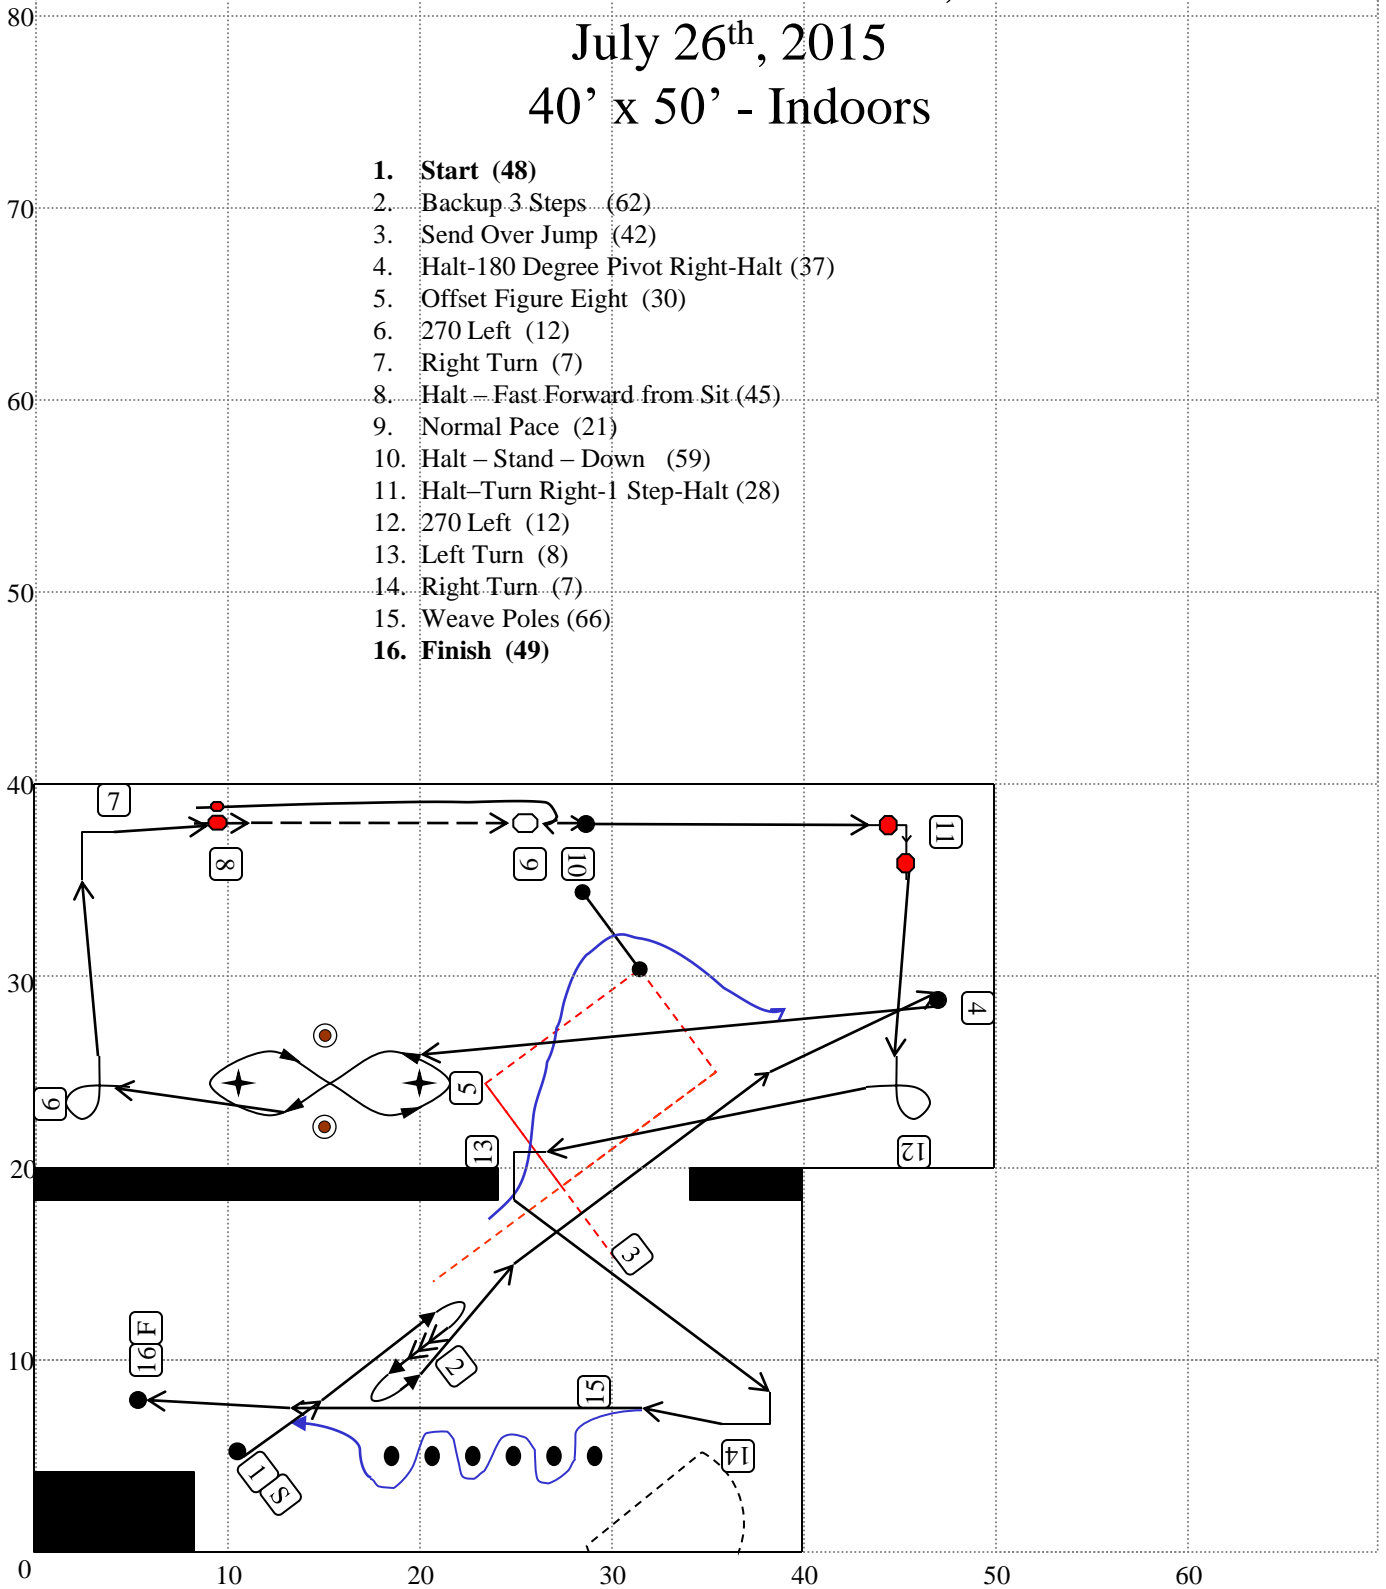 July 26th, 2015
40’ x 50’ - Indoors
1. Start (48)
2. Backup 3 Steps (62)
3. Send Over Jump (42)
4. Halt-180 Degree Pivot Right-Halt (37)
5. Offset Figure Eight (30)
6. 270 Left (12)
7. Right Turn (7)
8. Halt – Fast Forward from Sit (45)
9. Normal Pace (21)
10. Halt – Stand – Down (59)
11. Halt–Turn Right-1 Step-Halt (28)
12. 270 Left (12)
13. Left Turn (8)
14. Right Turn (7)
15. Weave Poles (66)
16. Finish (49)
80
70
60
50
40
7
11
8
9
10
30
4
5
6
13
12
20
3
F
16
10
2
15
14
1
S
0
10
20
30
40
50
60